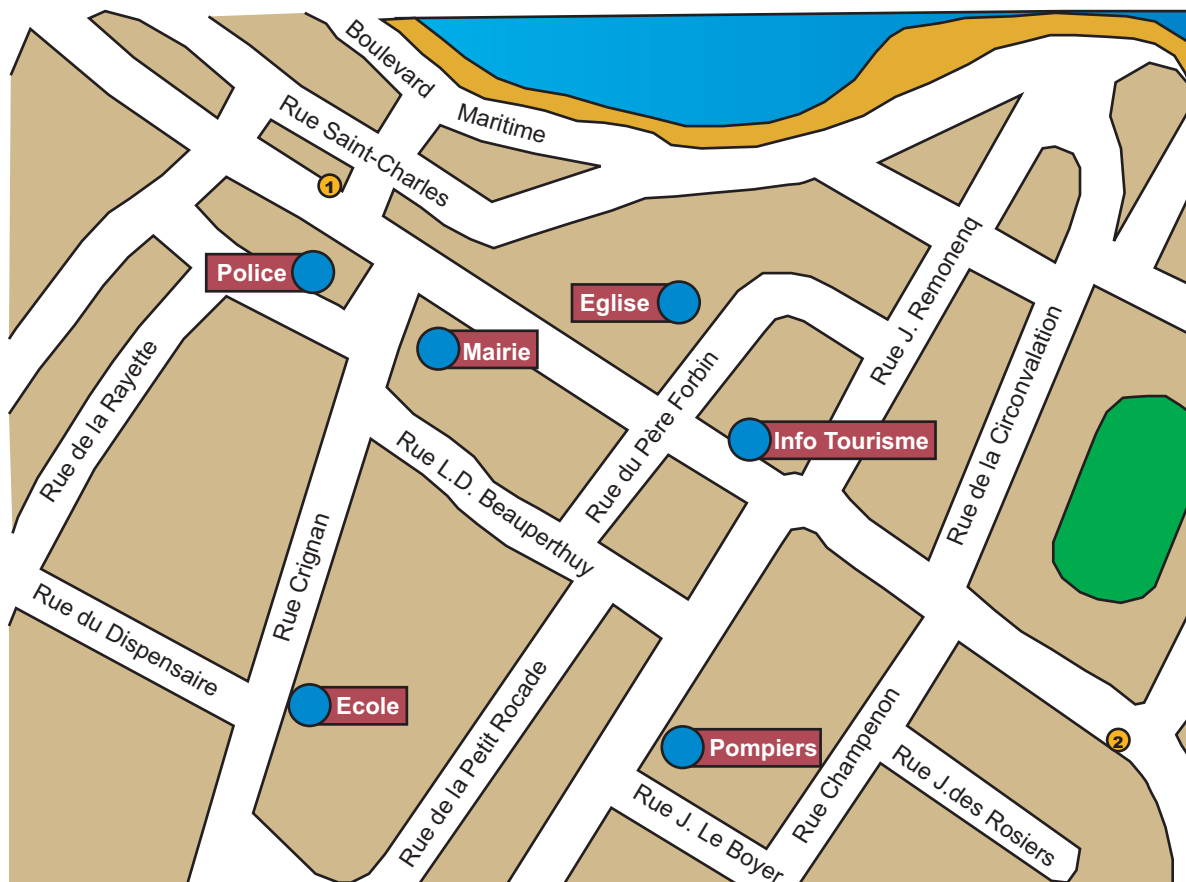 Boulevard
Maritime
Rue Saint-Charles
1
Police
Eglise
Mairie
Rue J. Remonenq
Rue de la Rayette
Rue du Père Forbin
Info Tourisme
Rue de la Circonvalation
Rue L.D. Beauperthuy
Rue Crignan
Rue du Dispensaire
Ecole
Rue de la Petit Rocade
Pompiers
Rue Champenon
2
Rue J. Le Boyer
Rue J.des Rosiers